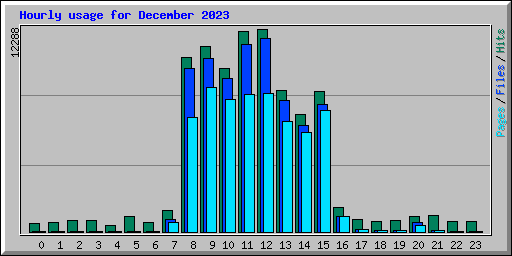 Hourly usage for December 2023
12288
Pages/Files/Hits
0 1 2 3 4 5 6 7 8 9 10 11 12 13 14 15 16 17 18 19 20 21 22 23